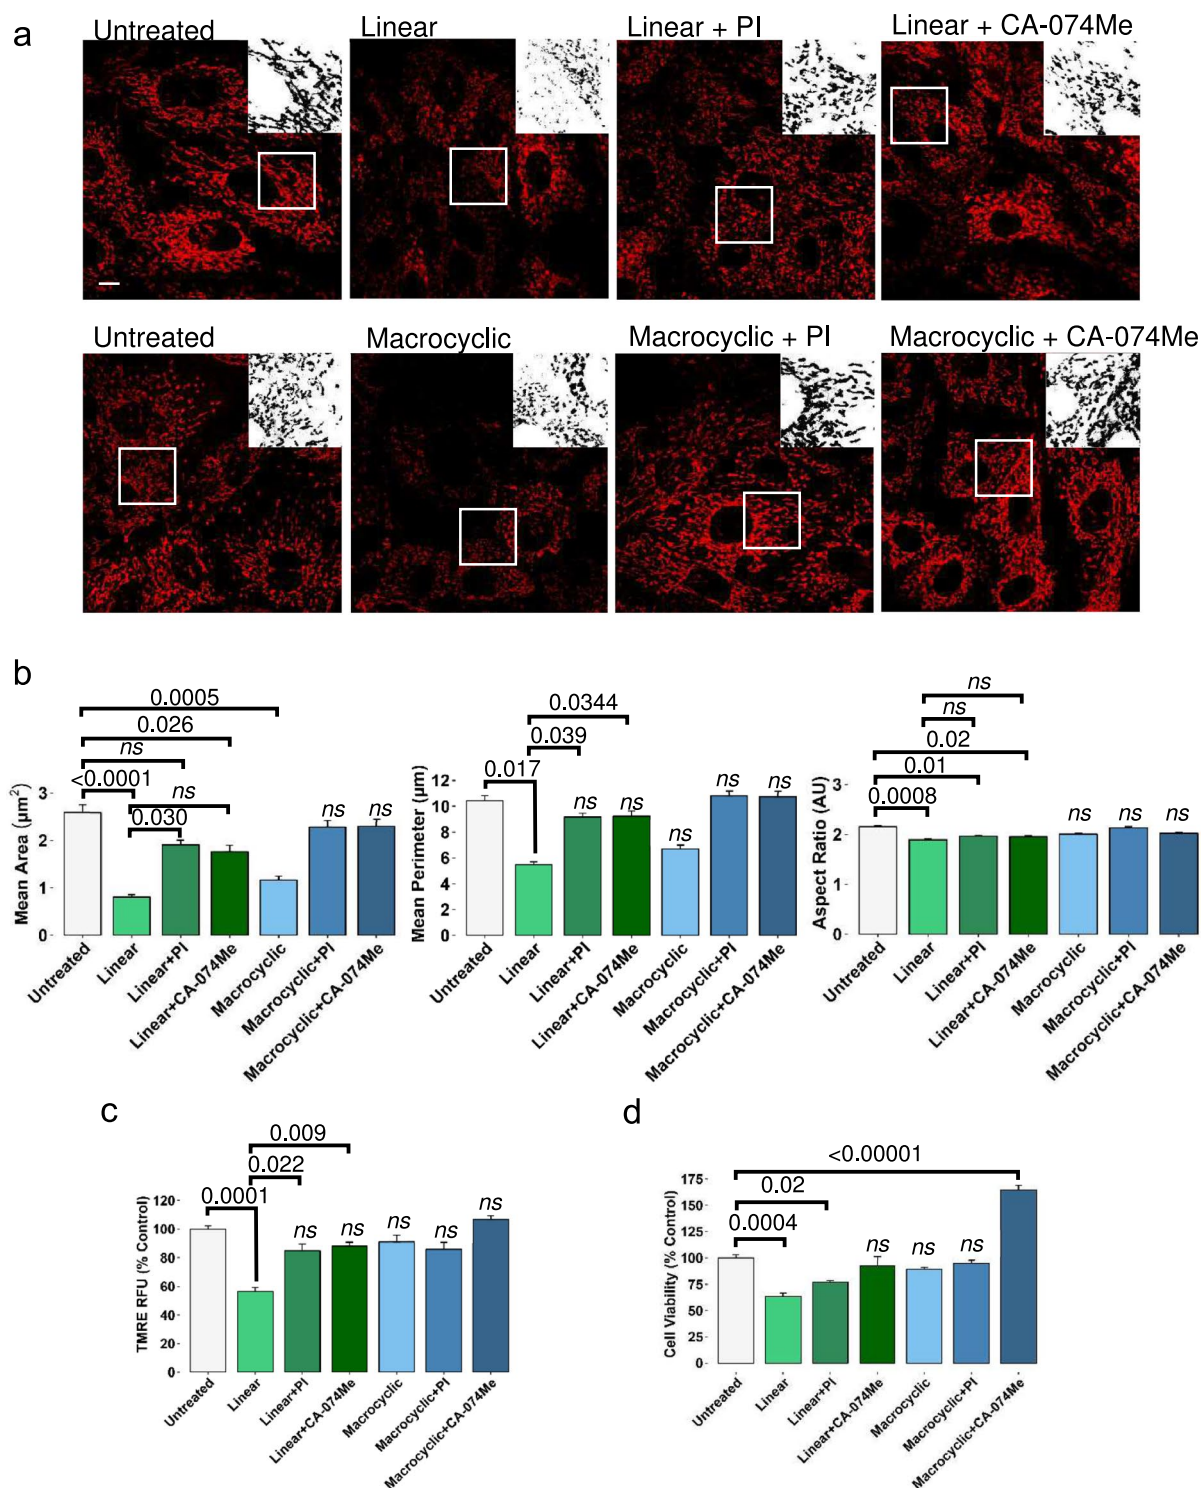 a
Untreated
Linear
Linear + PI
Linear + CA-074Me
Untreated
Macrocyclic
Macrocyclic + PI
Macrocyclic + CA-074Me
b
0.0005
0.026
ns
<0.0001
ns
0.030
ns
ns
Mean Area (µm²)
3
2
1
0
Untreated
Linear
Linear+PI
Linear+CA-074Me
Macrocyclic
Macrocyclic+PI
Macrocyclic+CA-074Me
0.0344
0.039
0.017
ns
ns
ns
ns
ns
Mean Perimeter (µm)
12
10
8
6
4
2
0
Untreated
Linear
Linear+PI
Linear+CA-074Me
Macrocyclic
Macrocyclic+PI
Macrocyclic+CA-074Me
ns
ns
0.02
0.01
0.0008
ns
ns
ns
Aspect Ratio (AU)
3
2
1
0
Untreated
Linear
Linear+PI
Linear+CA-074Me
Macrocyclic
Macrocyclic+PI
Macrocyclic+CA-074Me
c
0.009
0.022
0.0001
ns
ns
ns
ns
ns
TMRE RFU (% Control)
120
100
80
60
40
20
0
Untreated
Linear
Linear+PI
Linear+CA-074Me
Macrocyclic
Macrocyclic+PI
Macrocyclic+CA-074Me
d
<0.00001
0.02
0.0004
ns
ns
ns
Cell Viability (% Control)
175
150
125
100
75
50
25
0
Untreated
Linear
Linear+PI
Linear+CA-074Me
Macrocyclic
Macrocyclic+PI
Macrocyclic+CA-074Me